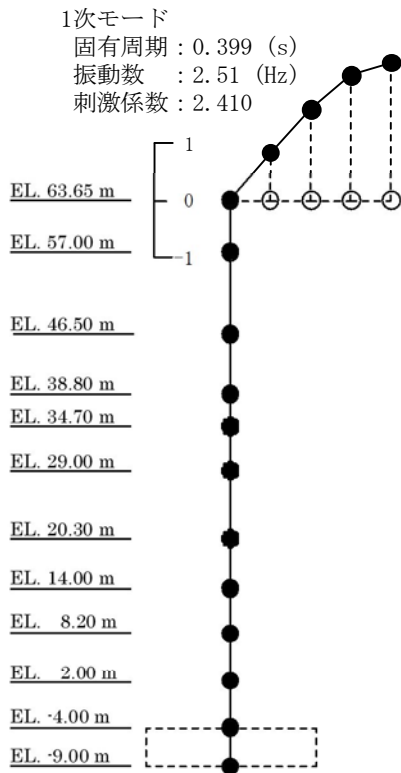 1次モード
固有周期：0.399 (s)
振動数　：2.51 (Hz)
刺激係数：2.410
1
0
-1
EL. 63.65 m
EL. 57.00 m
EL. 46.50 m
EL. 38.80 m
EL. 34.70 m
EL. 29.00 m
EL. 20.30 m
EL. 14.00 m
EL. 8.20 m
EL. 2.00 m
EL. -4.00 m
EL. -9.00 m